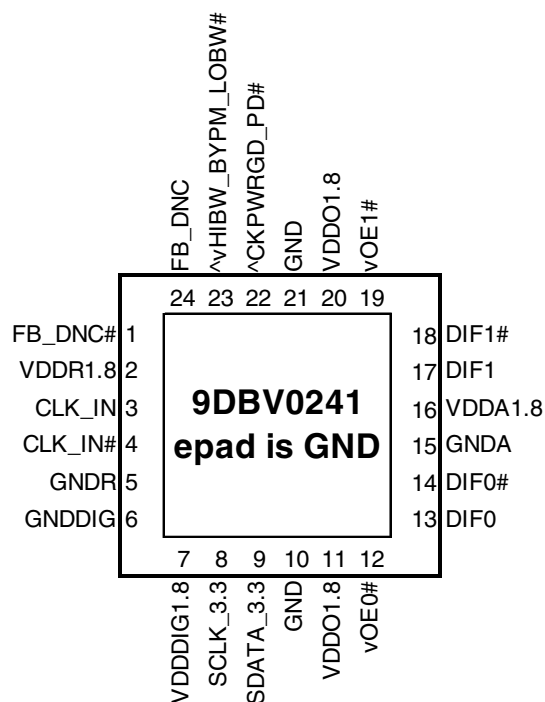 FB_DNC
^vHIBW_BYPM_LOBW#
^CKPWRGD_PD#
GND
VDDO1.8
vOE1#
24 23 22 21 20 19
FB_DNC# 1
VDDR1.8 2
CLK_IN 3
CLK_IN# 4
GNDR 5
GNDDIG 6
9DBV0241
epad is GND
18 DIF1#
17 DIF1
16 VDDA1.8
15 GNDA
14 DIF0#
13 DIF0
7 8 9 10 11 12
VDDDIG1.8
SCLK_3.3
SDATA_3.3
GND
VDDO1.8
vOE0#